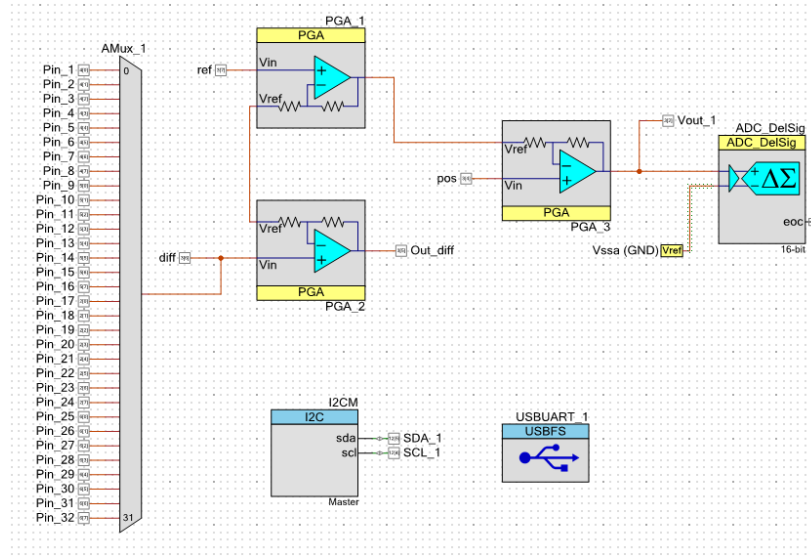 AMux_1
0
Pin_1
Pin_2
Pin_3
Pin_4
Pin_5
Pin_6
Pin_7
Pin_8
Pin_9
Pin_10
Pin_11
Pin_12
Pin_13
Pin_14
Pin_15
Pin_16
Pin_17
Pin_18
Pin_19
Pin_20
Pin_21
Pin_22
Pin_23
Pin_24
Pin_25
Pin_26
Pin_27
Pin_28
Pin_29
Pin_30
Pin_31
Pin_32
31
PGA_1
PGA
ref
Vin
Vref
diff
Vref
Vin
Out_diff
PGA
PGA_2
pos
Vref
Vin
PGA
PGA_3
Vout_1
ADC_DelSig
ADC_DelSig
ΔΣ
eoc
16-bit
Vssa (GND) Vref
I2CM
I2C
sda
SDA_1
scl
SCL_1
Master
USBUART_1
USBFS